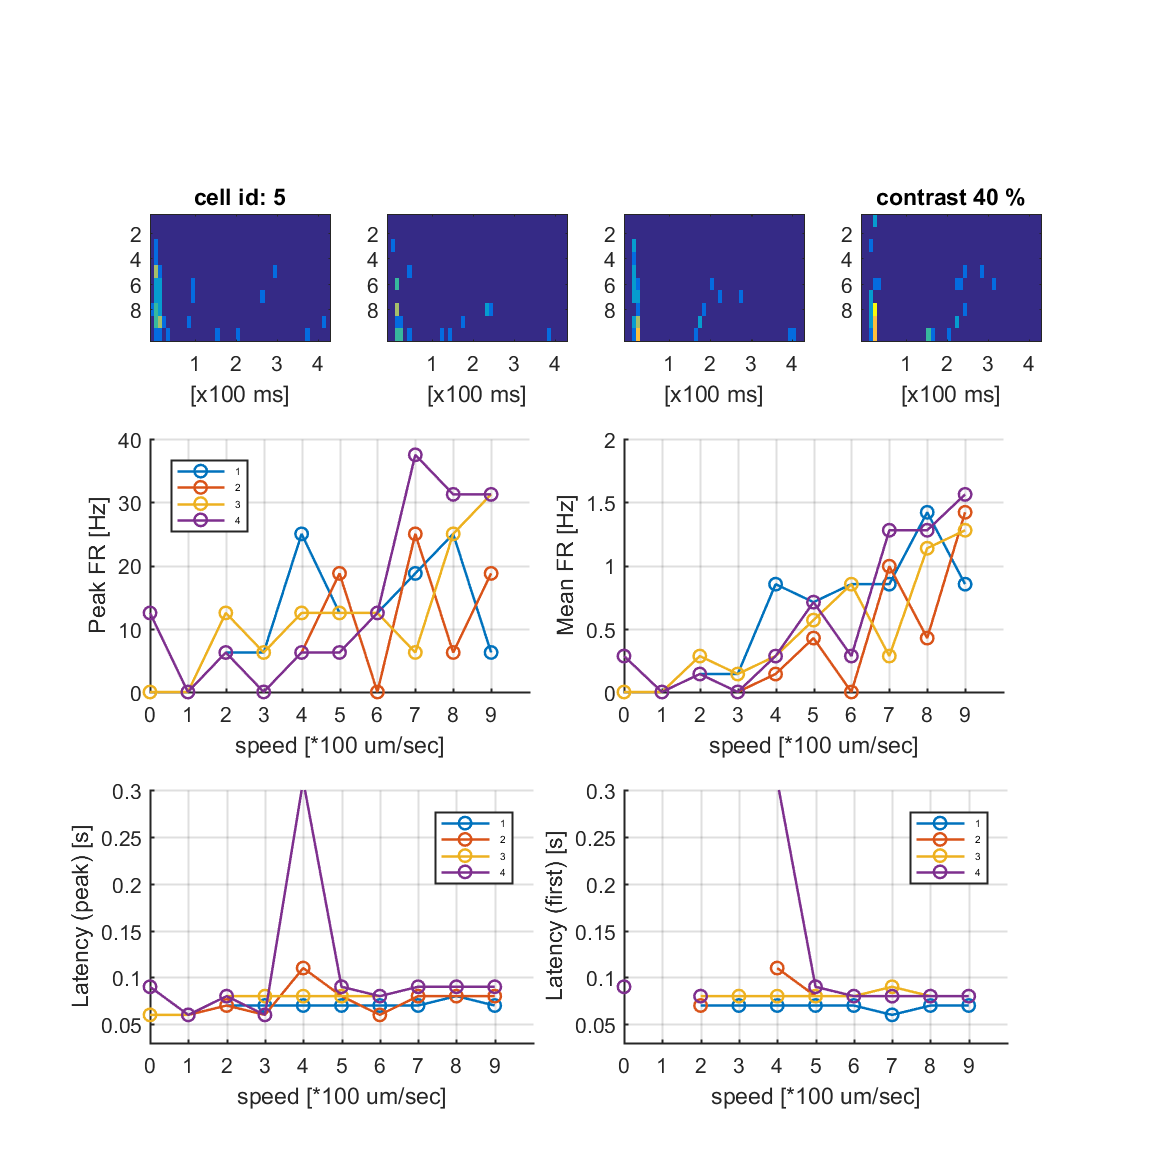 cell id: 5
contrast 40 %
2
4
6
8
2
4
6
8
2
4
6
8
2
4
6
8
1 2 3 4
1 2 3 4
1 2 3 4
1 2 3 4
[x100 ms]
[x100 ms]
[x100 ms]
[x100 ms]
Peak FR [Hz]
40
30
20
10
0
1
2
3
4
0 1 2 3 4 5 6 7 8 9
speed [*100 um/sec]
Mean FR [Hz]
2
1.5
1
0.5
0
0 1 2 3 4 5 6 7 8 9
speed [*100 um/sec]
Latency (peak) [s]
0.3
0.25
0.2
0.15
0.1
0.05
1
2
3
4
0 1 2 3 4 5 6 7 8 9
speed [*100 um/sec]
Latency (first) [s]
0.3
0.25
0.2
0.15
0.1
0.05
1
2
3
4
0 1 2 3 4 5 6 7 8 9
speed [*100 um/sec]